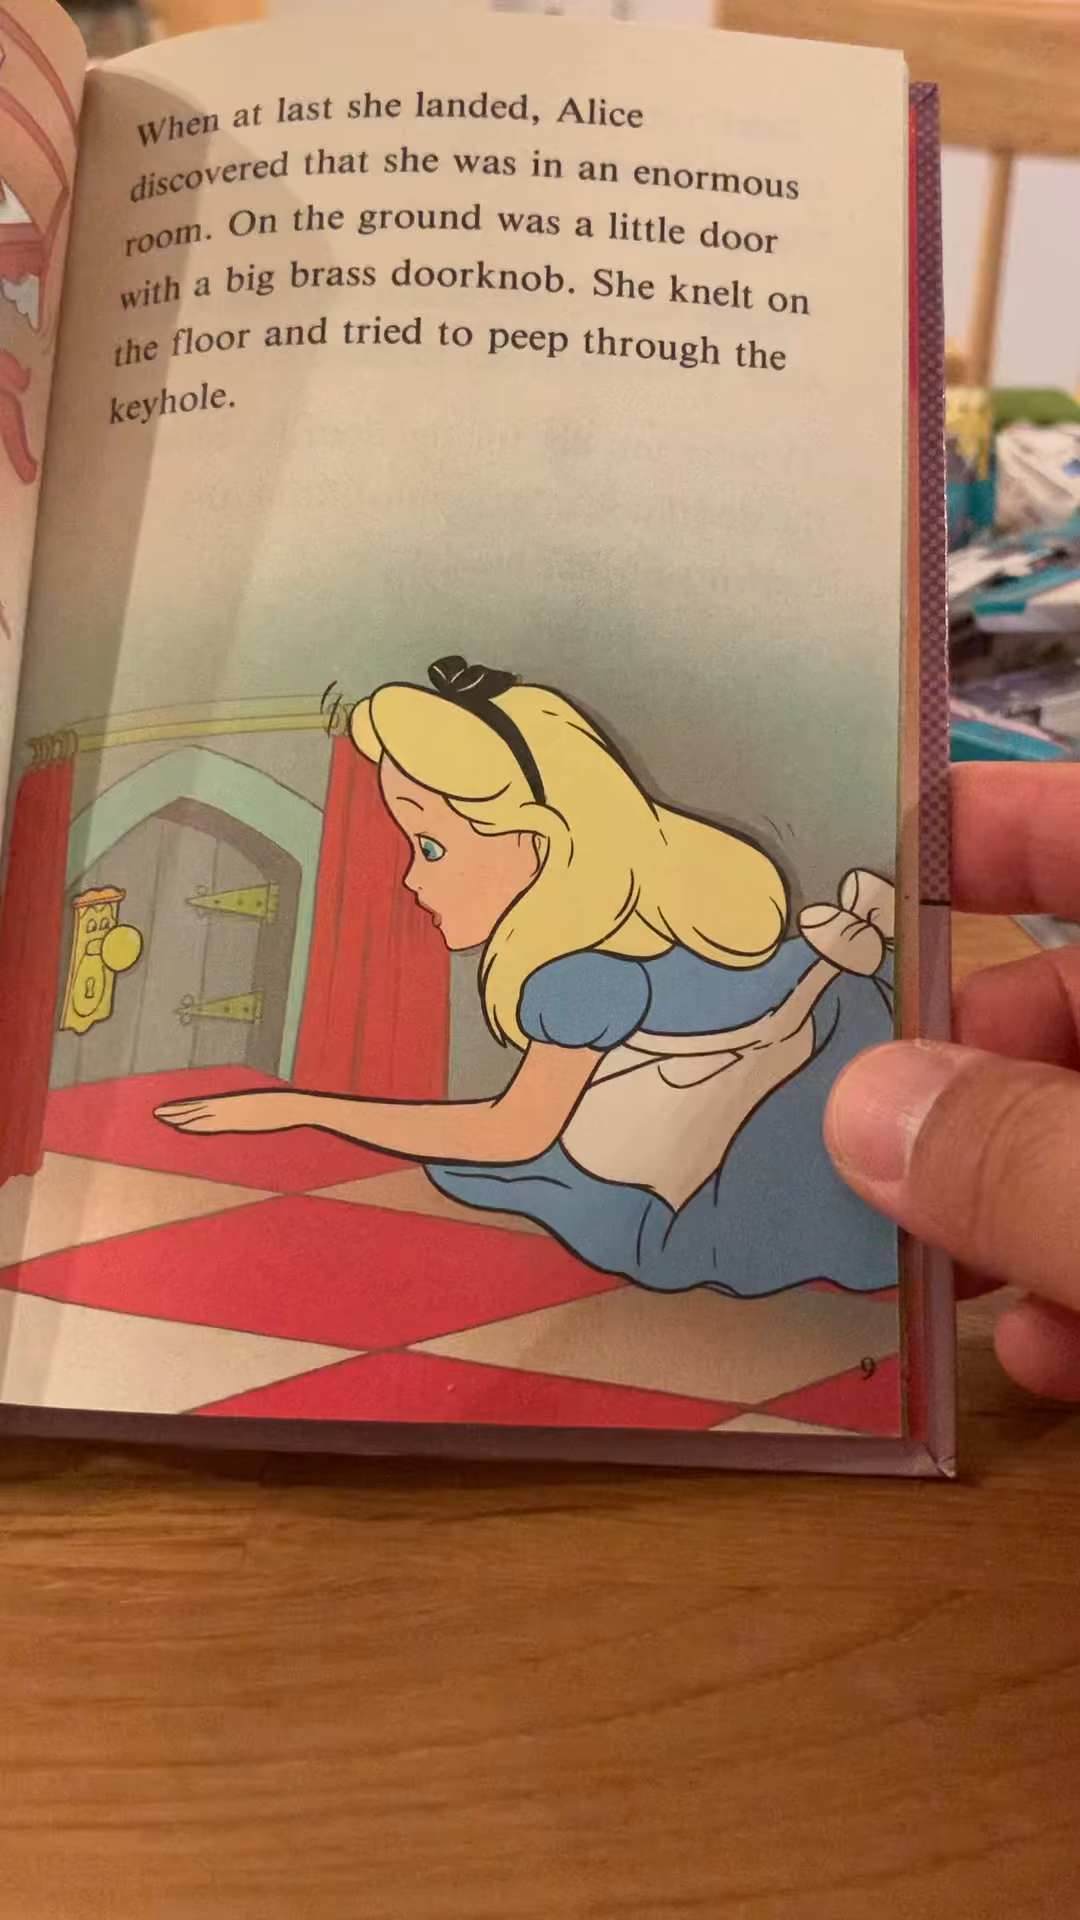 When at last she landed, Alice
discovered that she was in an enormous
room. On the ground was a little door
with a big brass doorknob. She knelt on
the floor and tried to peep through the
keyhole.
9